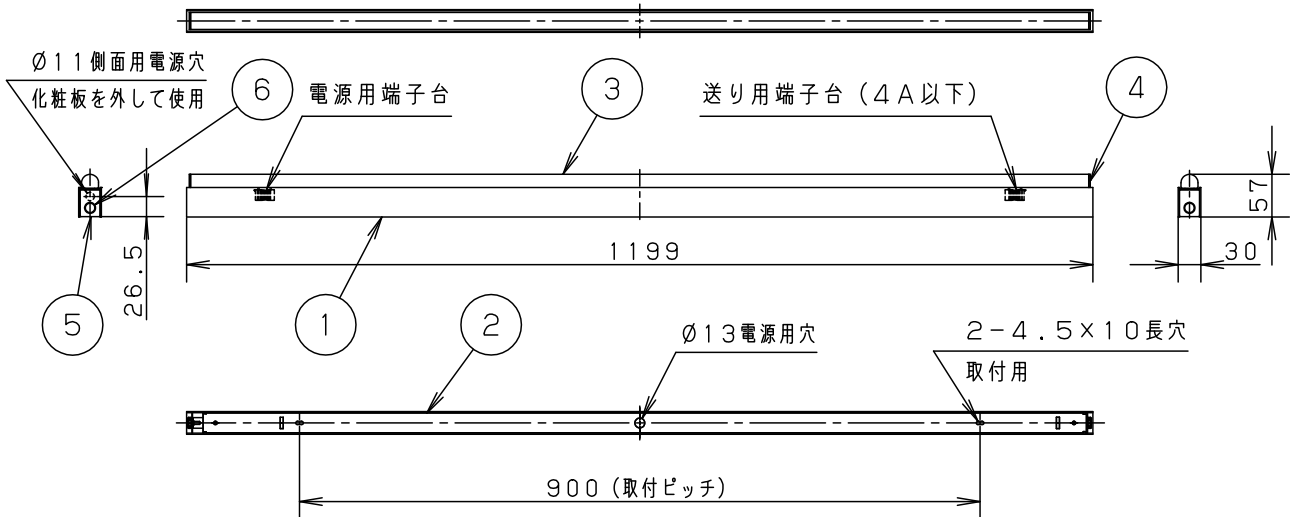 Ø11側面用電源穴
化粧板を外して使用
6
電源用端子台
3
送り用端子台（4A以下）
4
57
30
26.5
1199
5
1
2
Ø13電源用穴
2-4.5×10長穴
取付用
900（取付ピッチ）